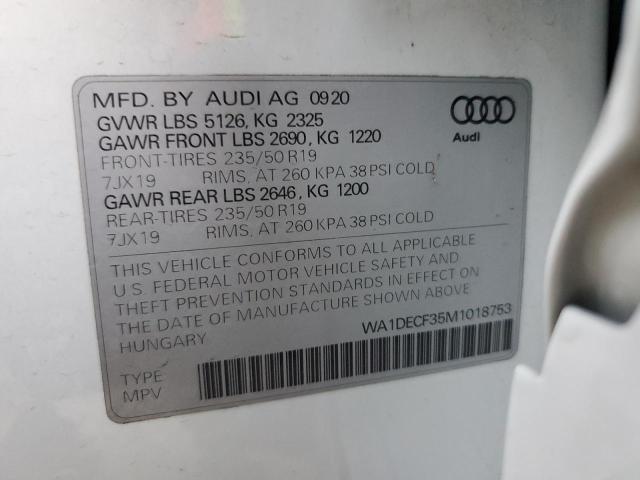 MFD. BY AUDI AG 0920
GVWR LBS 5126, KG 2325
GAWR FRONT LBS 2690, KG 1220
FRONT-TIRES 235/50 R19
7JX19 RIMS, AT 260 KPA 38 PSI COLD
GAWR REAR LBS 2646, KG 1200
REAR-TIRES 235/50 R19
7JX19 RIMS, AT 260 KPA 38 PSI COLD
Audi
THIS VEHICLE CONFORMS TO ALL APPLICABLE
U.S. FEDERAL MOTOR VEHICLE SAFETY AND
THEFT PREVENTION STANDARDS IN EFFECT ON
THE DATE OF MANUFACTURE SHOWN ABOVE
HUNGARY
WA1DECF35M1018753
TYPE
MPV